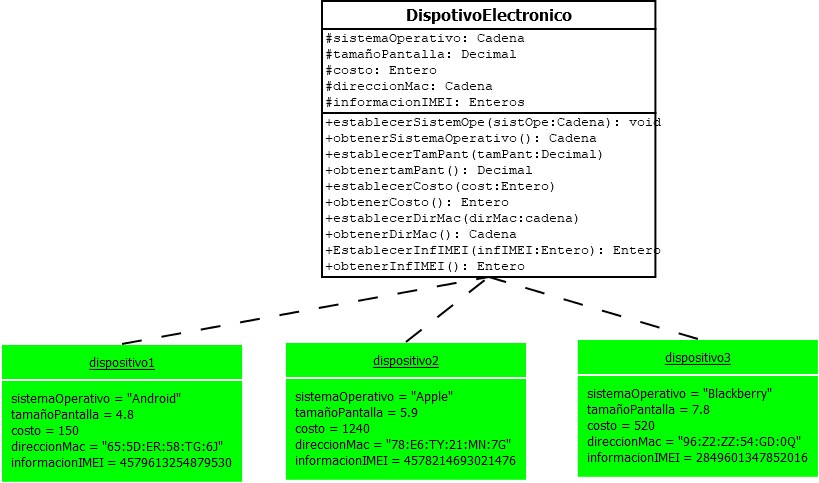 DispotivoElectronico
#sistemaOperativo: Cadena
#tamañoPantalla: Decimal
#costo: Entero
#direccionMac: Cadena
#informacionIMEI: Enteros
+establecerSistemOpe(sistOpe:Cadena): void
+obtenerSistemaOperativo(): Cadena
+establecerTamPant(tamPant:Decimal)
+obtenertamPant(): Decimal
+establecerCosto(cost:Entero)
+obtenerCosto(): Entero
+establecerDirMac(dirMac:cadena)
+obtenerDirMac(): Cadena
+EstablecerInfIMEI(infIMEI:Entero): Entero
+obtenerInfIMEI(): Entero
dispositivo1
sistemaOperativo = "Android"
tamañoPantalla = 4.8
costo = 150
direccionMac = "65:5D:ER:58:TG:6J"
informacionIMEI = 4579613254879530
dispositivo2
sistemaOperativo = "Apple"
tamañoPantalla = 5.9
costo = 1240
direccionMac = "78:E6:TY:21:MN:7G"
informacionIMEI = 4578214693021476
dispositivo3
sistemaOperativo = "Blackberry"
tamañoPantalla = 7.8
costo = 520
direccionMac = "96:Z2:ZZ:54:GD:0Q"
informacionIMEI = 2849601347852016